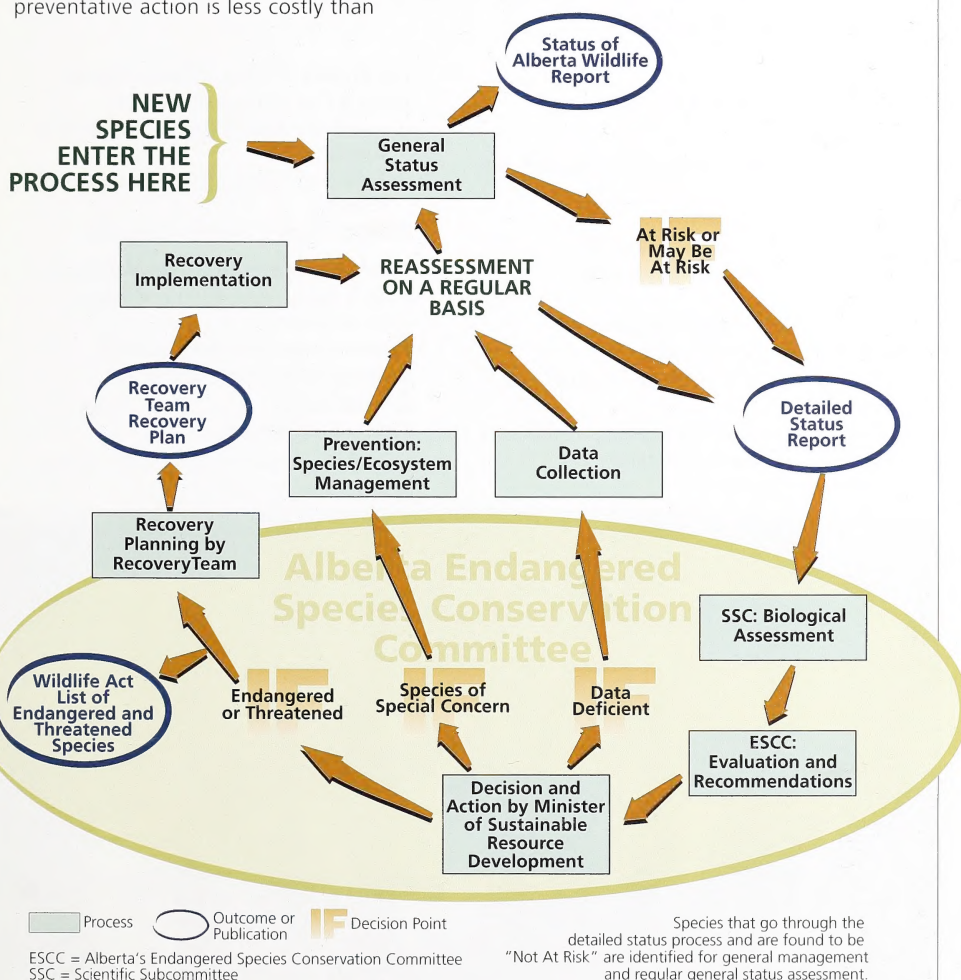 preventative action is less costly than
Status of
Alberta Wildlife
Report
NEW
SPECIES
ENTER THE
PROCESS HERE
General
Status
Assessment
IF
At Risk or
May Be
At Risk
Recovery
Implementation
REASSESSMENT
ON A REGULAR
BASIS
Recovery
Team
Recovery
Plan
Detailed
Status
Report
Prevention:
Species/Ecosystem
Management
Data
Collection
Recovery
Planning by
RecoveryTeam
Alberta Endangered
Species Conservation
Committee
SSC: Biological
Assessment
Wildlife Act
List of
Endangered and
Threatened
Species
IF
Endangered
or Threatened
IF
Species of
Special Concern
IF
Data
Deficient
ESCC:
Evaluation and
Recommendations
Decision and
Action by Minister
of Sustainable
Resource
Development
Process
Outcome or
Publication
IF Decision Point
ESCC = Alberta's Endangered Species Conservation Committee
SSC = Scientific Subcommittee
Species that go through the
detailed status process and are found to be
"Not At Risk" are identified for general management
and regular general status assessment.